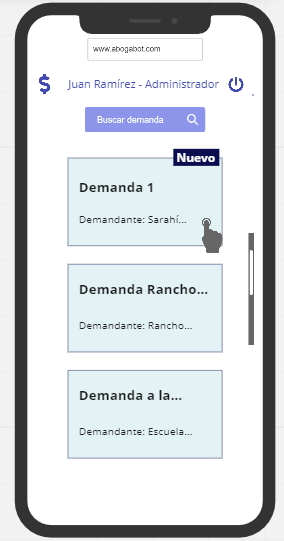 www.abogabot.com
$ Juan Ramírez - Administrador
Buscar demanda
Nuevo
Demanda 1
Demandante: Sarahí...
Demanda Rancho...
Demandante: Rancho...
Demanda a la...
Demandante: Escuela...